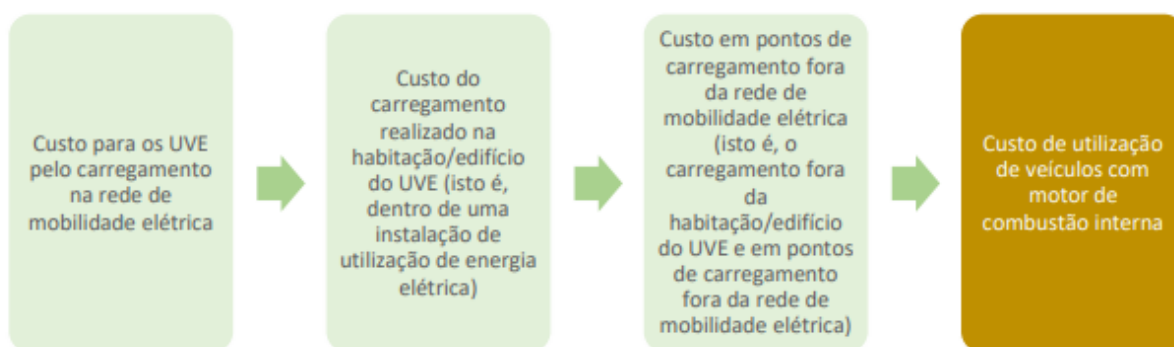 Custo para os UVE
pelo carregamento
na rede de
mobilidade elétrica
Custo do
carregamento
realizado na
habitação/edifício
do UVE (isto é,
dentro de uma
instalação de
utilização de energia
elétrica)
Custo em pontos de
carregamento fora
da rede de
mobilidade elétrica
(isto é, o
carregamento fora
da
habitação/edifício
do UVE e em pontos
de carregamento
fora da rede de
mobilidade elétrica)
Custo de utilização
de veículos com
motor de
combustão interna